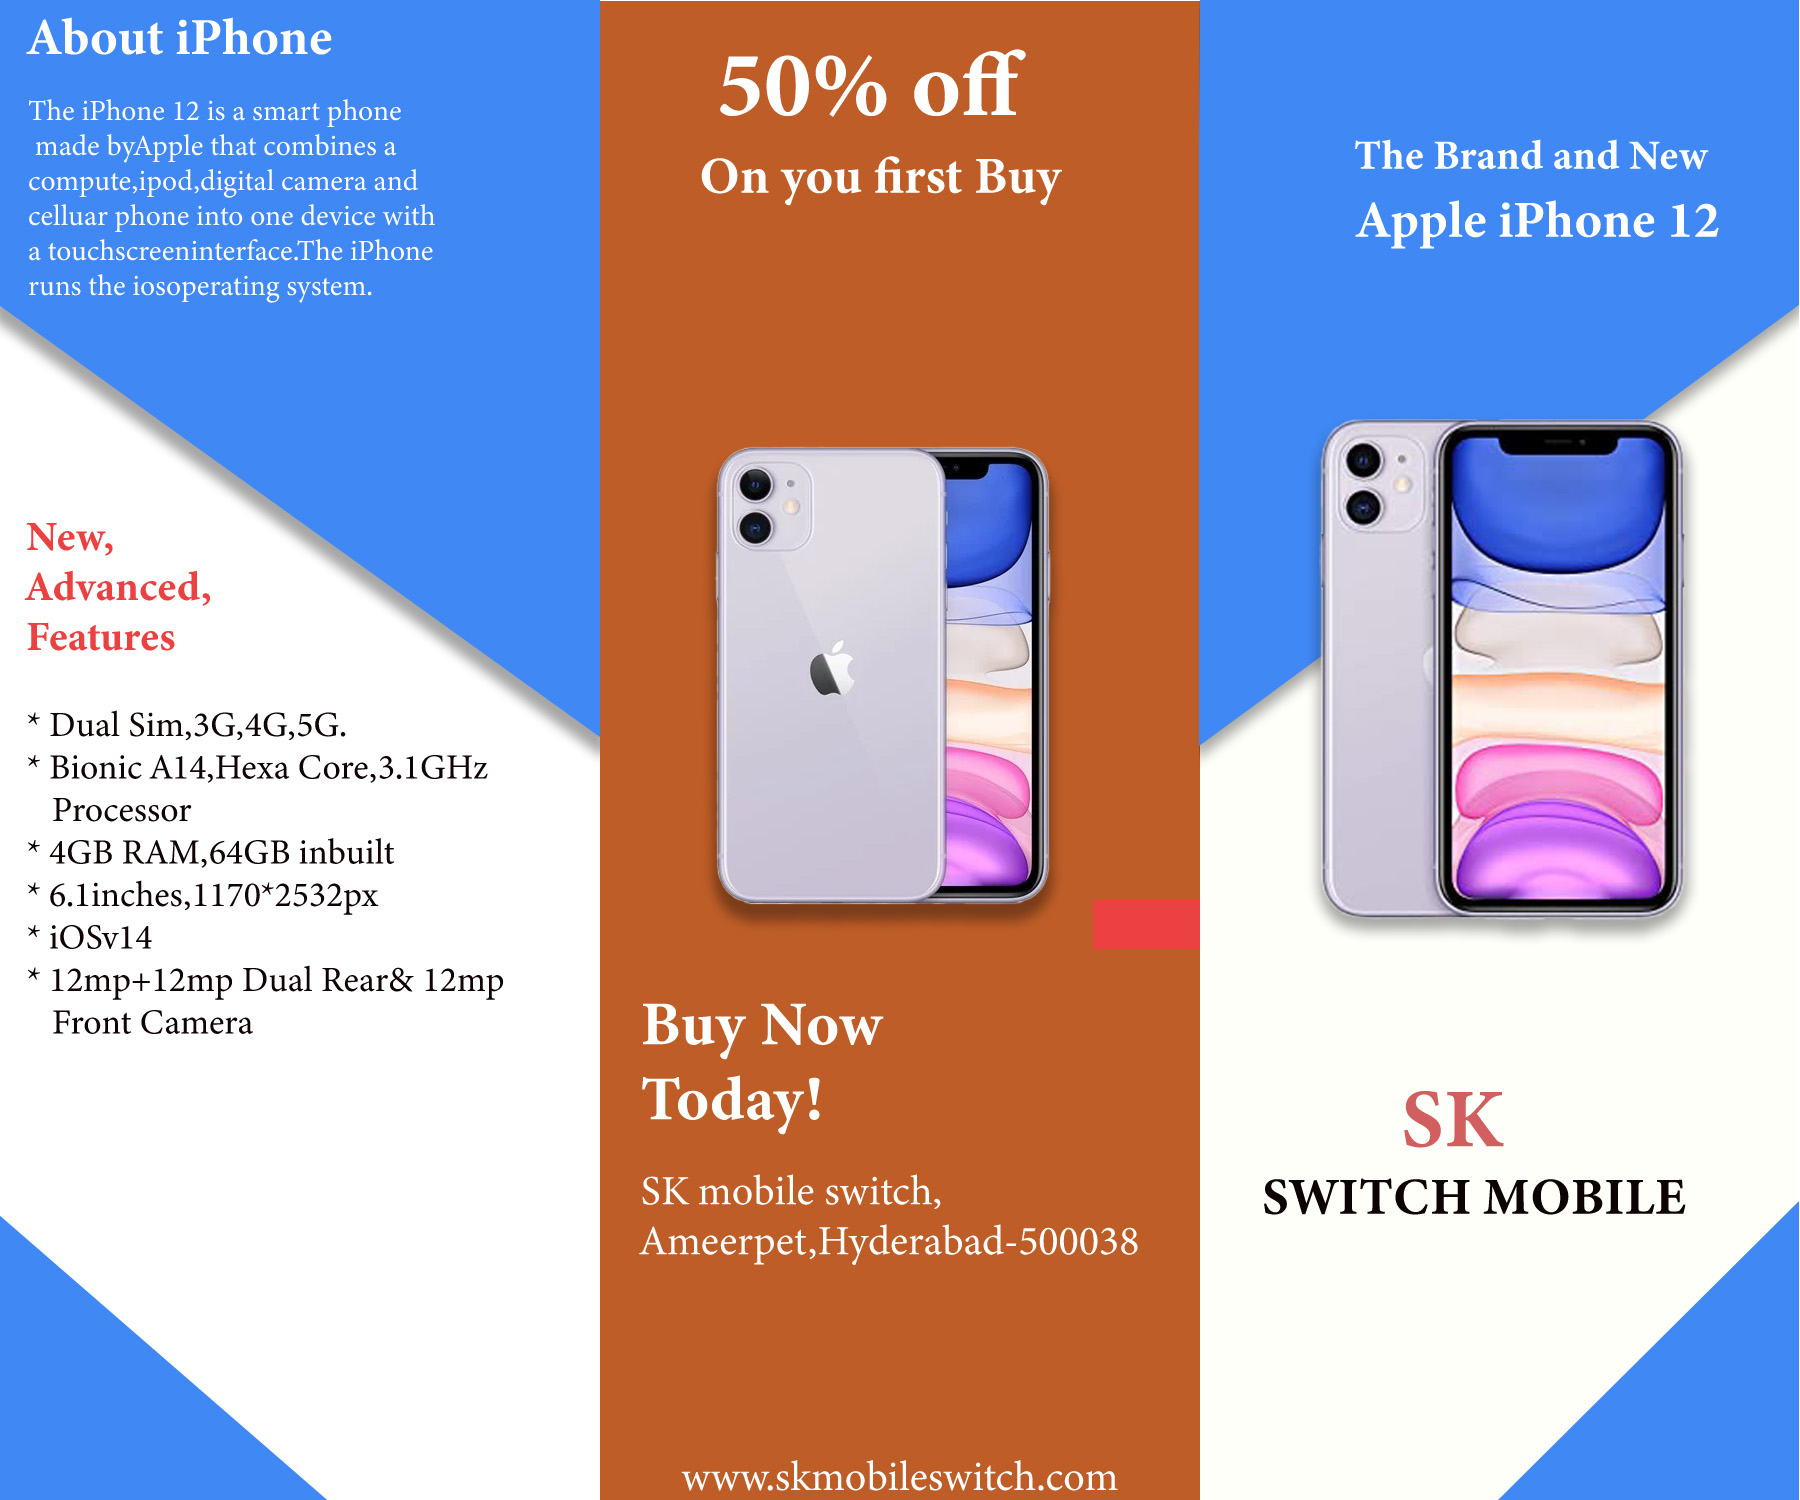 About iPhone
The iPhone 12 is a smart phone
made byApple that combines a
compute,ipod,digital camera and
celluar phone into one device with
a touchscreeninterface.The iPhone
runs the iosoperating system.
New,
Advanced,
Features
* Dual Sim,3G,4G,5G.
* Bionic A14,Hexa Core,3.1GHz
Processor
* 4GB RAM,64GB inbuilt
* 6.1inches,1170*2532px
* iOSv14
* 12mp+12mp Dual Rear& 12mp
Front Camera
50% off
On you first Buy
Buy Now
Today!
SK mobile switch,
Ameerpet,Hyderabad-500038
www.skmobileswitch.com
The Brand and New
Apple iPhone 12
SK
SWITCH MOBILE